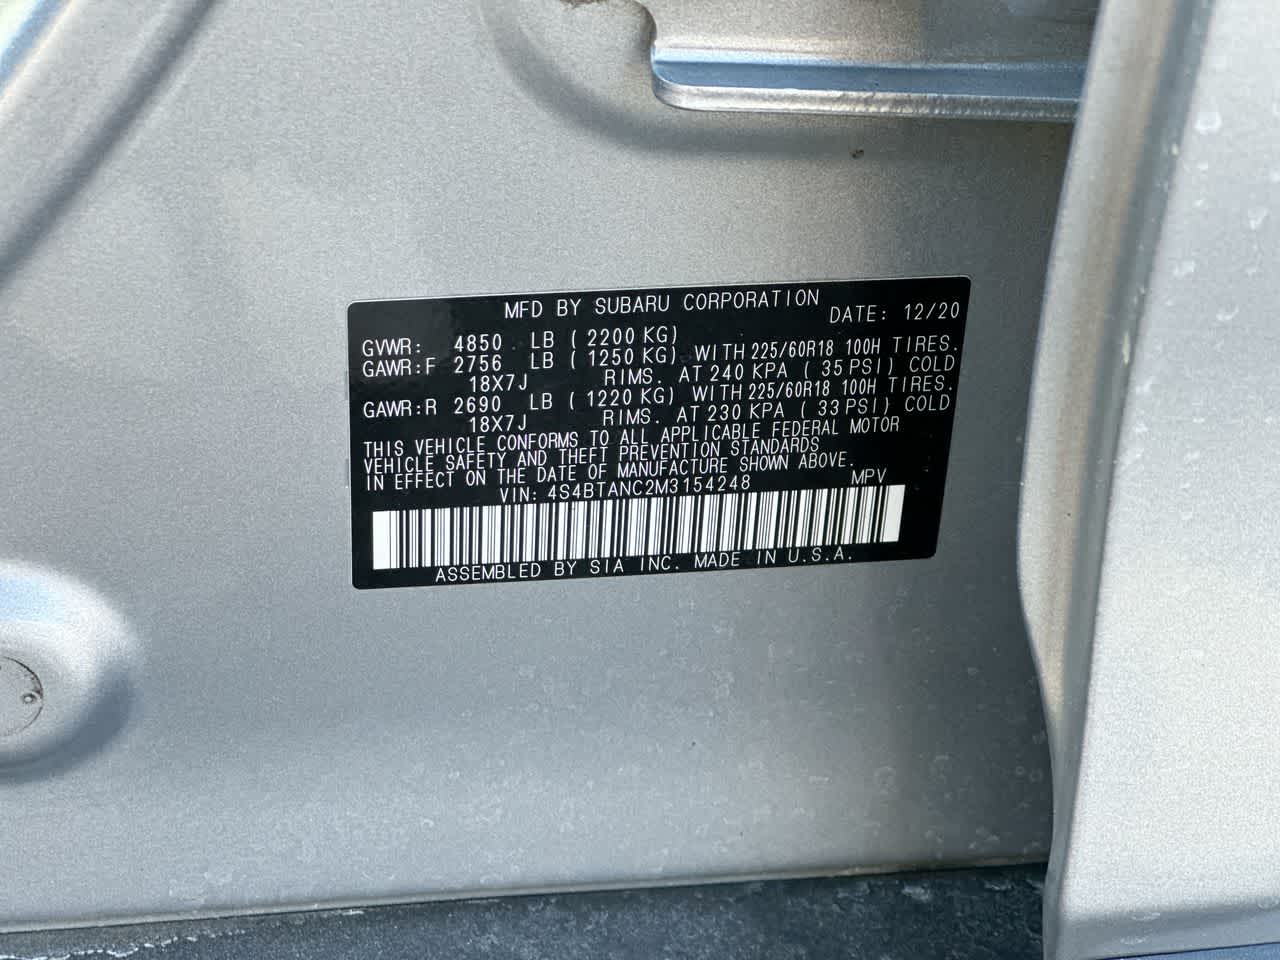 MFD BY SUBARU CORPORATION
DATE: 12/20
GVWR: 4850 LB (2200 KG)
GAWR:F 2756 LB (1250 KG) WITH 225/60R18 100H TIRES.
18X7J RIMS. AT 240 KPA (35 PSI) COLD
GAWR:R 2690 LB (1220 KG) WITH 225/60R18 100H TIRES.
18X7J RIMS. AT 230 KPA (33 PSI) COLD
THIS VEHICLE CONFORMS TO ALL APPLICABLE FEDERAL MOTOR
VEHICLE SAFETY AND THEFT PREVENTION STANDARDS
IN EFFECT ON THE DATE OF MANUFACTURE SHOWN ABOVE.
VIN: 4S4BTANC2M3154248 MPV
ASSEMBLED BY SIA INC. MADE IN U.S.A.